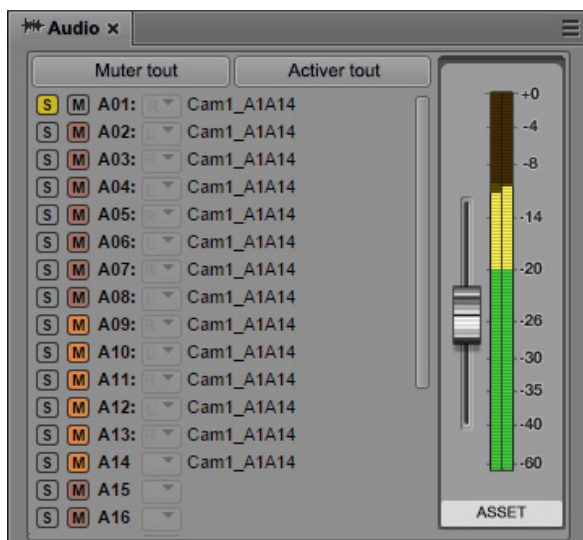 Audio ×
Muter tout Activer tout
S M A01: R Cam1_A1A14
S M A02: L Cam1_A1A14
S M A03: R Cam1_A1A14
S M A04: L Cam1_A1A14
S M A05: R Cam1_A1A14
S M A06: L Cam1_A1A14
S M A07: R Cam1_A1A14
S M A08: L Cam1_A1A14
S M A09: R Cam1_A1A14
S M A10: L Cam1_A1A14
S M A11: R Cam1_A1A14
S M A12: L Cam1_A1A14
S M A13: R Cam1_A1A14
S M A14 Cam1_A1A14
S M A15
S M A16
+0
-4
-8
-14
-20
-26
-30
-35
-40
-60
ASSET